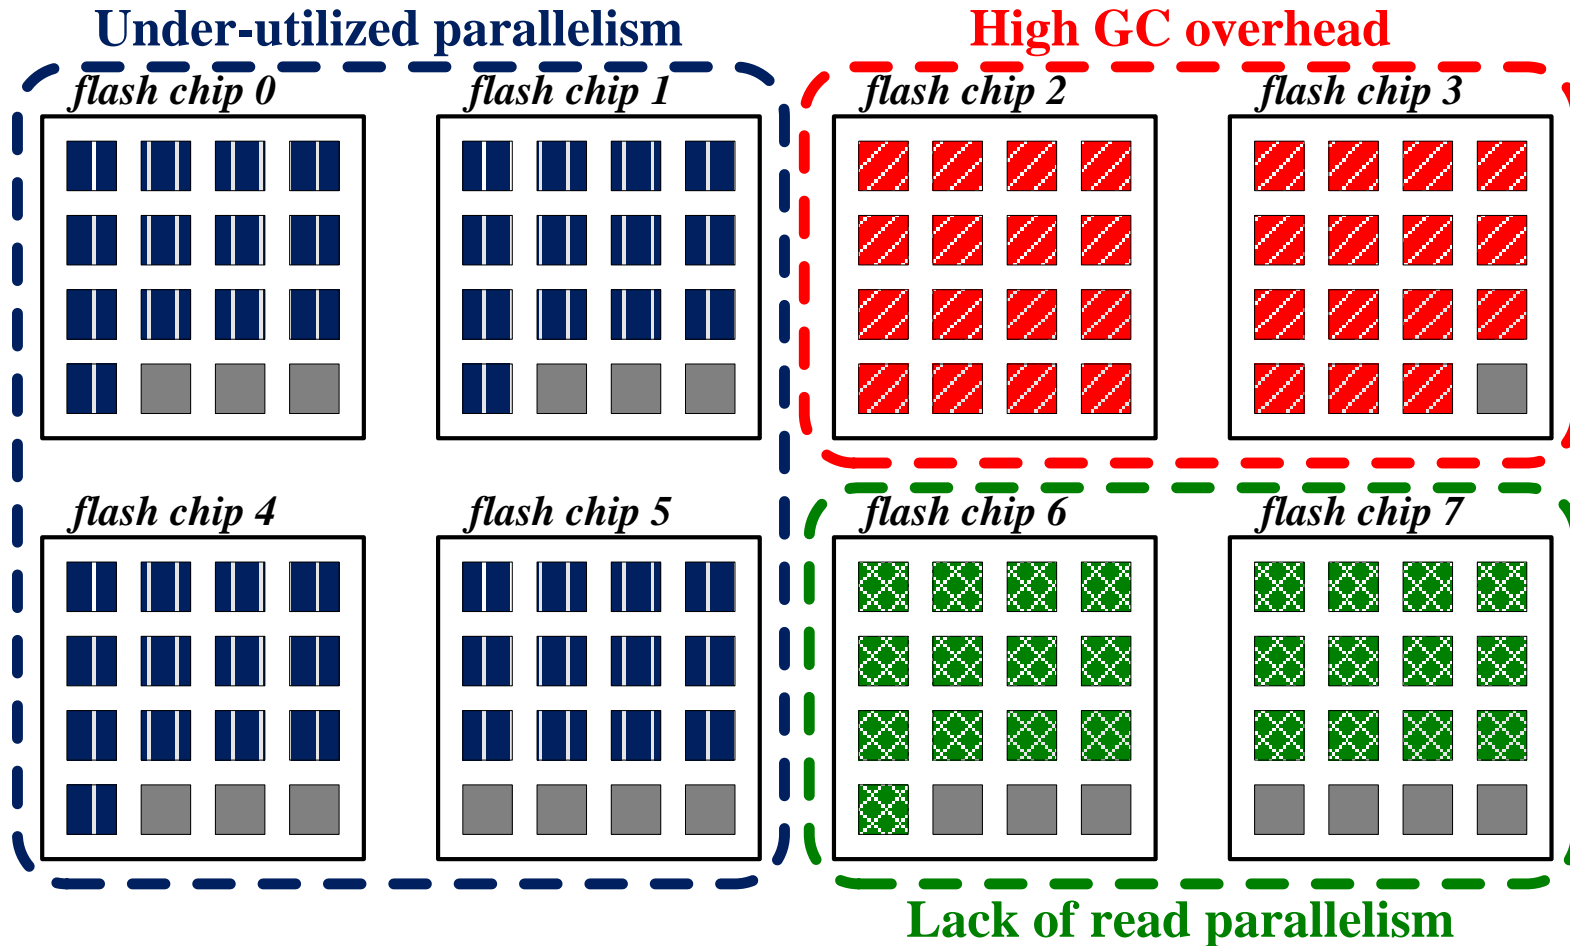 Under-utilized parallelism
High GC overhead
flash chip 0
flash chip 1
flash chip 2
flash chip 3
flash chip 4
flash chip 5
flash chip 6
flash chip 7
Lack of read parallelism